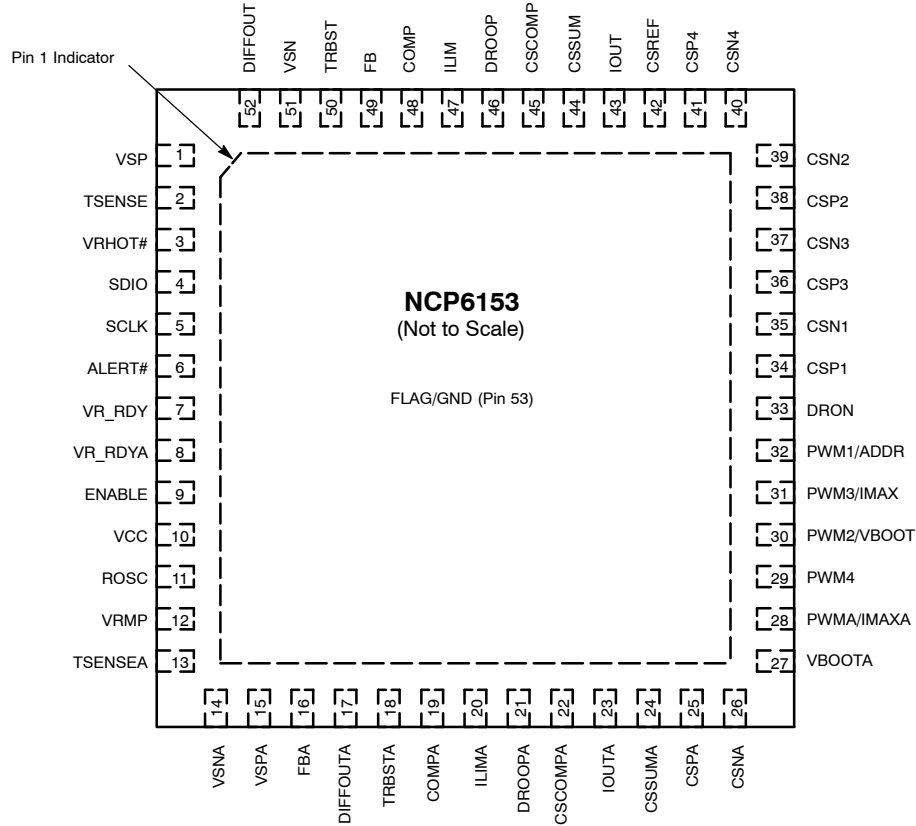 Pin 1 Indicator
DIFFOUT
VSN
TRBST
FB
COMP
ILIM
DROOP
CSCOMP
CSSUM
IOUT
CSREF
CSP4
CSN4
52
51
50
49
48
47
46
45
44
43
42
41
40
VSP 1
TSENSE 2
VRHOT# 3
SDIO 4
SCLK 5
ALERT# 6
VR_RDY 7
VR_RDYA 8
ENABLE 9
VCC 10
ROSC 11
VRMP 12
TSENSEA 13
NCP6153
(Not to Scale)
FLAG/GND (Pin 53)
39 CSN2
38 CSP2
37 CSN3
36 CSP3
35 CSN1
34 CSP1
33 DRON
32 PWM1/ADDR
31 PWM3/IMAX
30 PWM2/VBOOT
29 PWM4
28 PWMA/IMAXA
27 VBOOTA
14
15
16
17
18
19
20
21
22
23
24
25
26
VSNA
VSPA
FBA
DIFFOUTA
TRBSTA
COMPA
ILIMA
DROOPA
CSCOMPA
IOUTA
CSSUMA
CSPA
CSNA